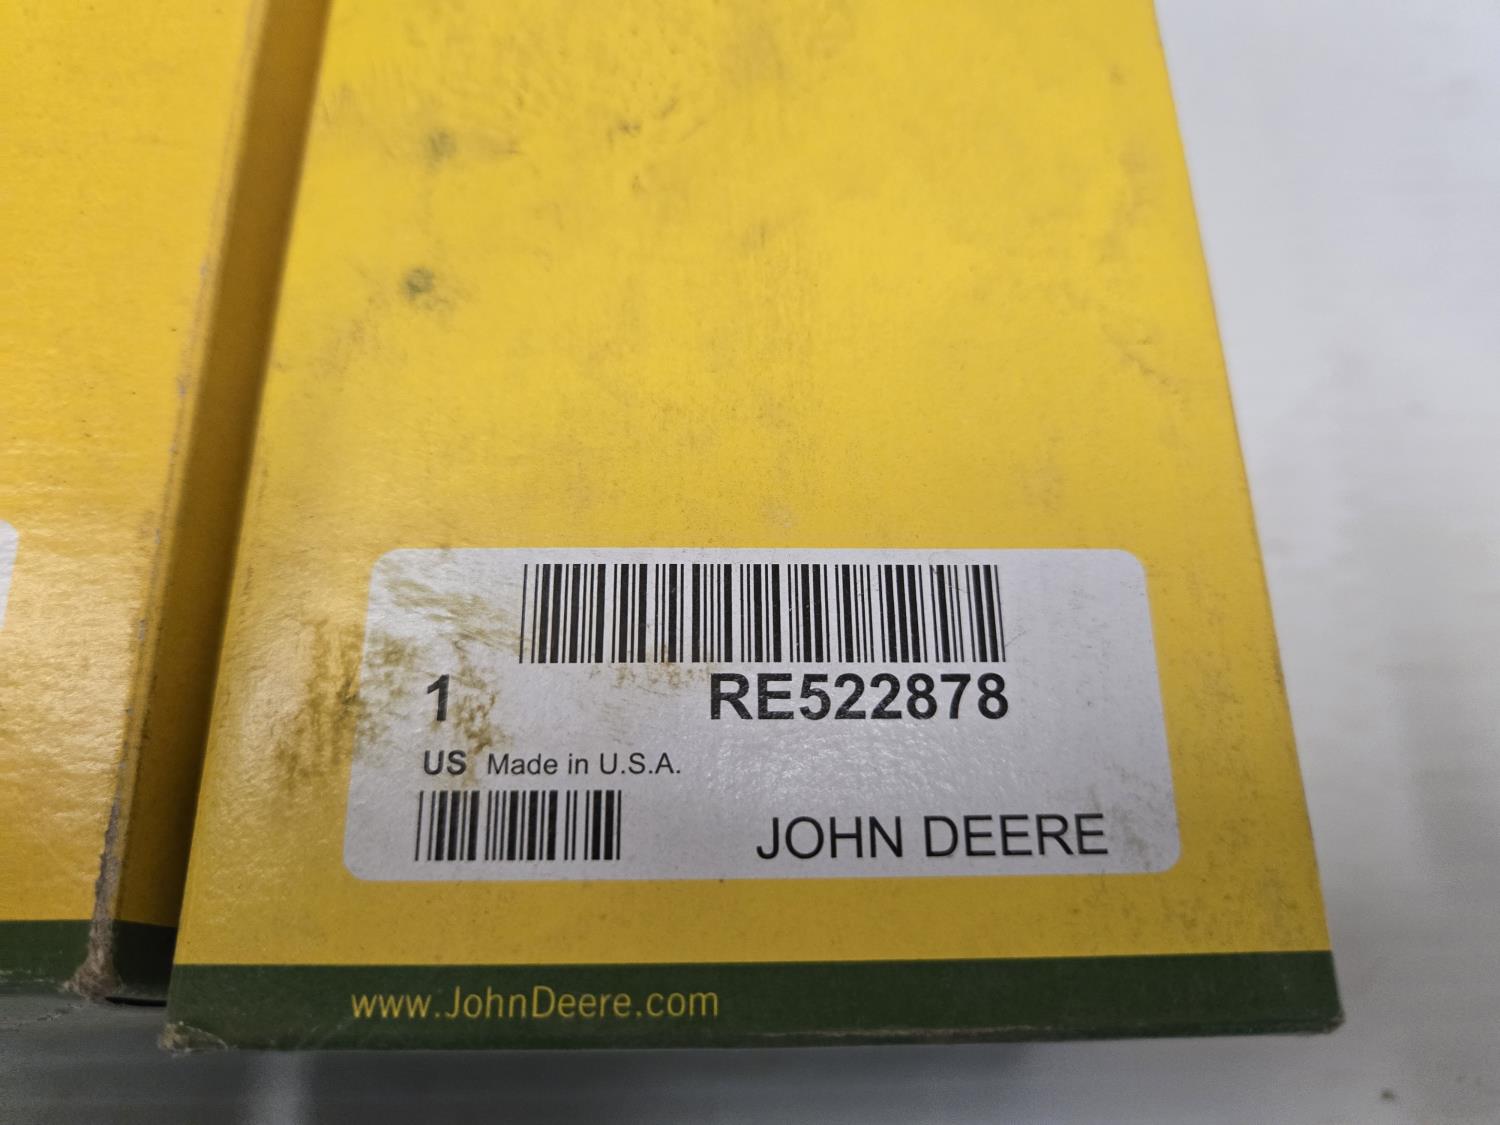 1 RE522878
US Made in U.S.A.
JOHN DEERE
www.JohnDeere.com